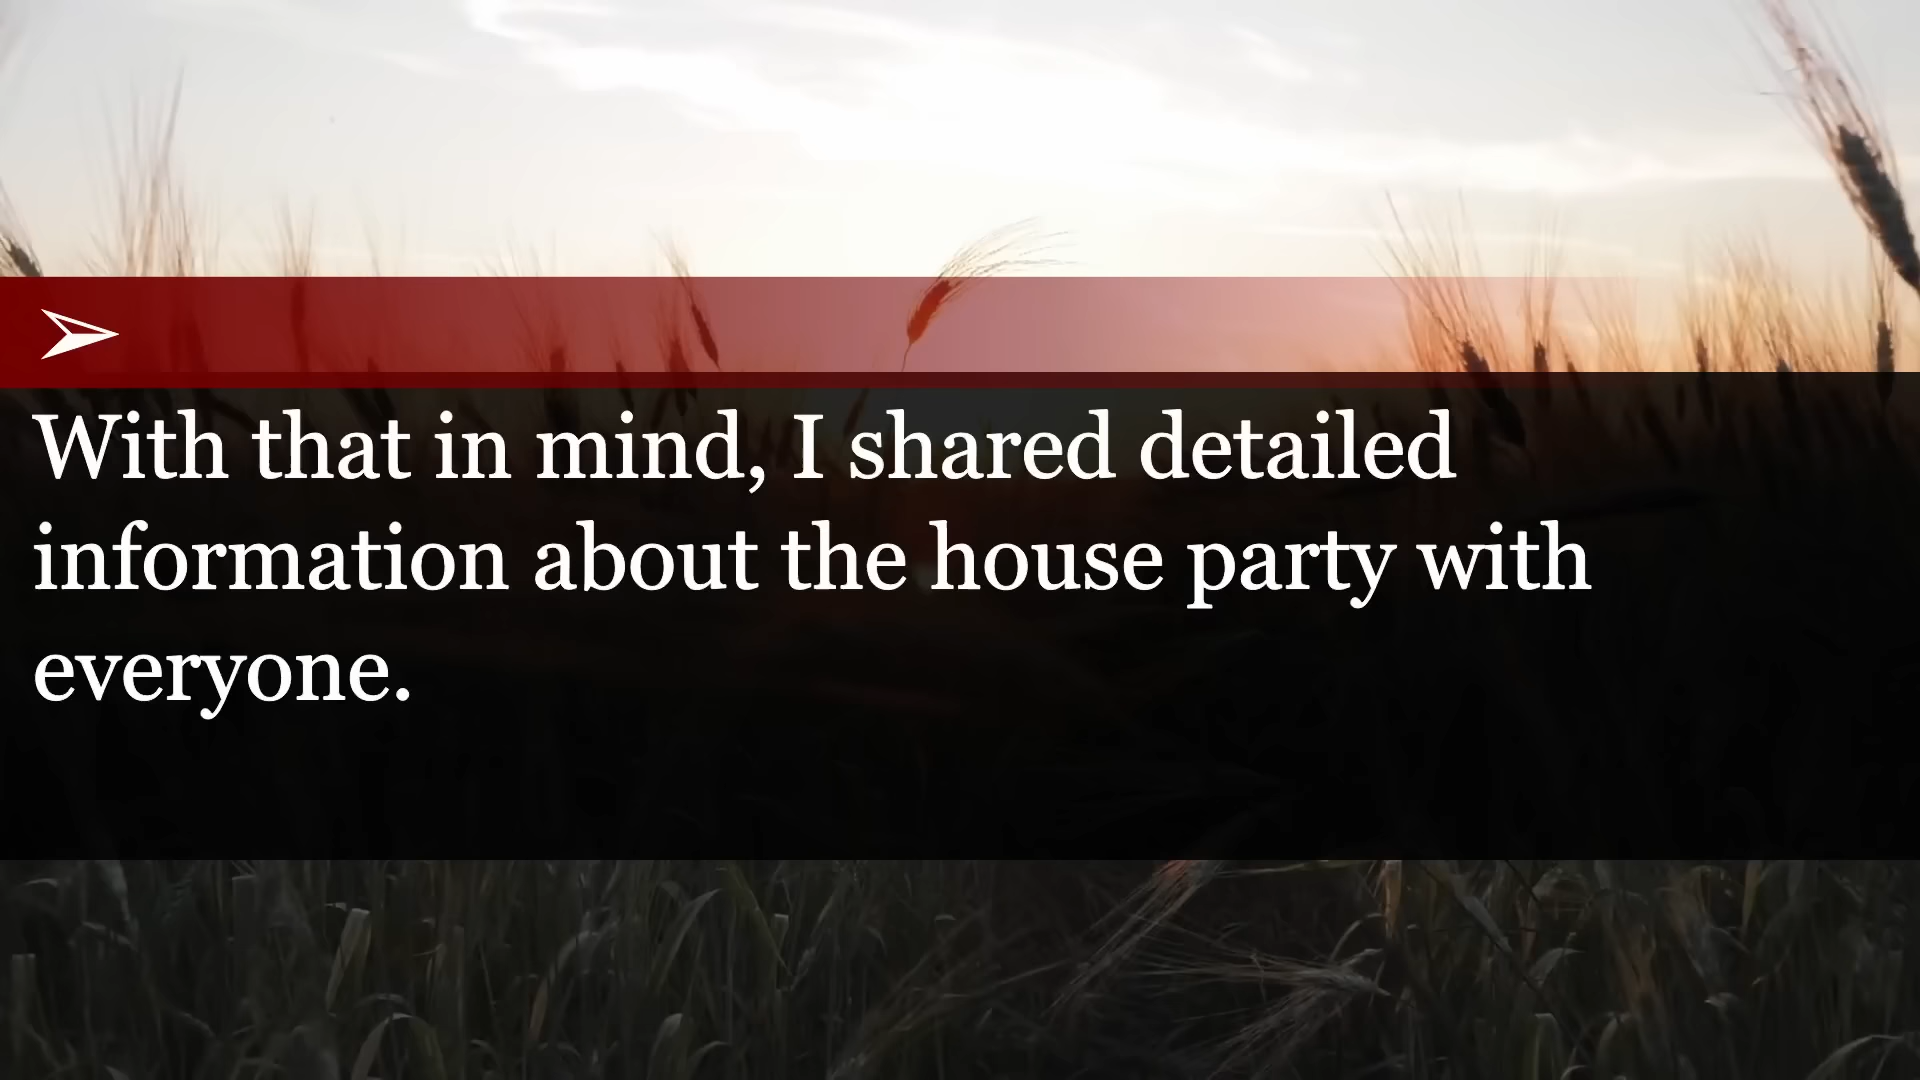 With that in mind, I shared detailed
information about the house party with
everyone.